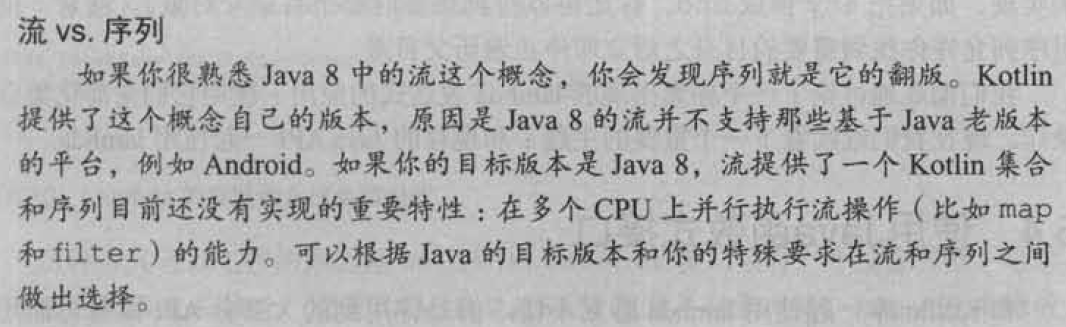 流 vs. 序列
如果你很熟悉 Java 8 中的流这个概念，你会发现序列就是它的翻版。Kotlin
提供了这个概念自己的版本，原因是 Java 8 的流并不支持那些基于 Java 老版本
的平台，例如 Android。如果你的目标版本是 Java 8，流提供了一个 Kotlin 集合
和序列目前还没有实现的重要特性：在多个 CPU 上并行执行流操作（比如 map
和 filter）的能力。可以根据 Java 的目标版本和你的特殊要求在流和序列之间
做出选择。